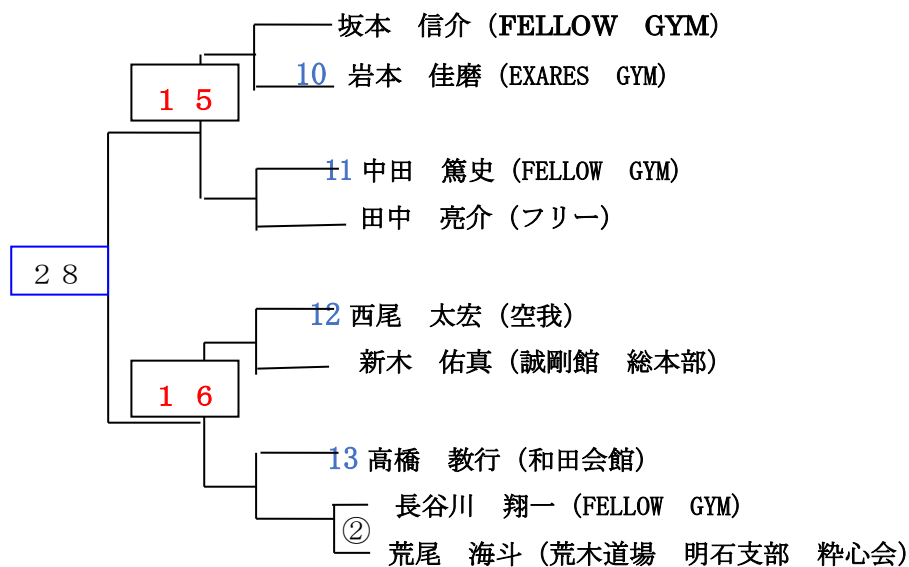 坂本　信介（FELLOW　GYM）
10 岩本　佳磨（EXARES　GYM）
１５
11 中田　篤史（FELLOW　GYM）
田中　亮介（フリー）
２８
12 西尾　太宏（空我）
新木　佑真（誠剛館　総本部）
１６
13 高橋　教行（和田会館）
長谷川　翔一（FELLOW　GYM）
②
荒尾　海斗（荒木道場　明石支部　粋心会）